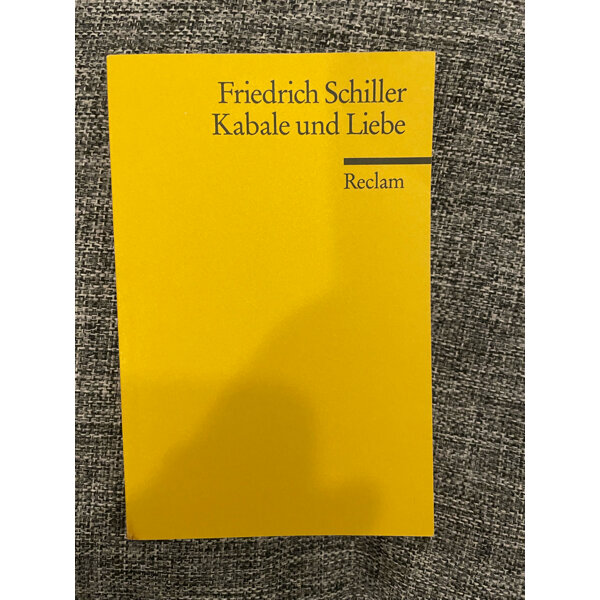 Friedrich Schiller
Kabale und Liebe
Reclam